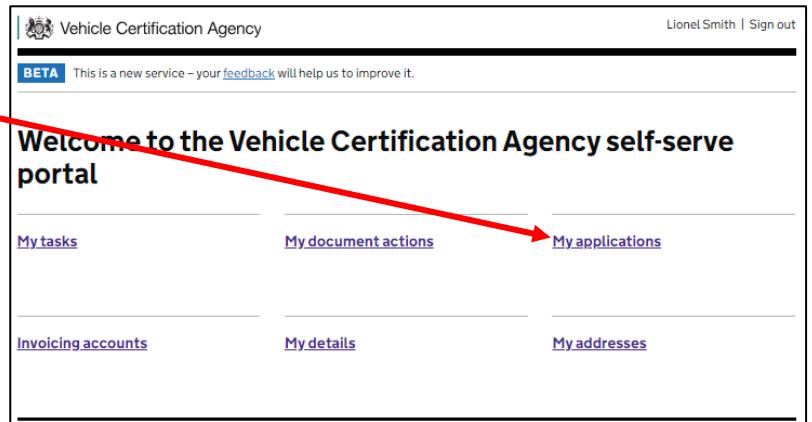 Vehicle Certification Agency
Lionel Smith | Sign out
BETA This is a new service – your feedback will help us to improve it.
Welcome to the Vehicle Certification Agency self-serve
portal
My tasks
My document actions
My applications
Invoicing accounts
My details
My addresses